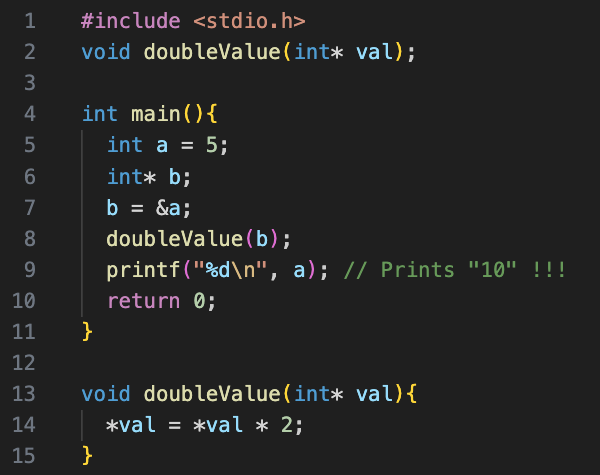 1 #include <stdio.h>
2 void doubleValue(int* val);
3
4 int main(){
5   int a = 5;
6   int* b;
7   b = &a;
8   doubleValue(b);
9   printf("%d\n", a); // Prints "10" !!!
10   return 0;
11 }
12
13 void doubleValue(int* val){
14   *val = *val * 2;
15 }